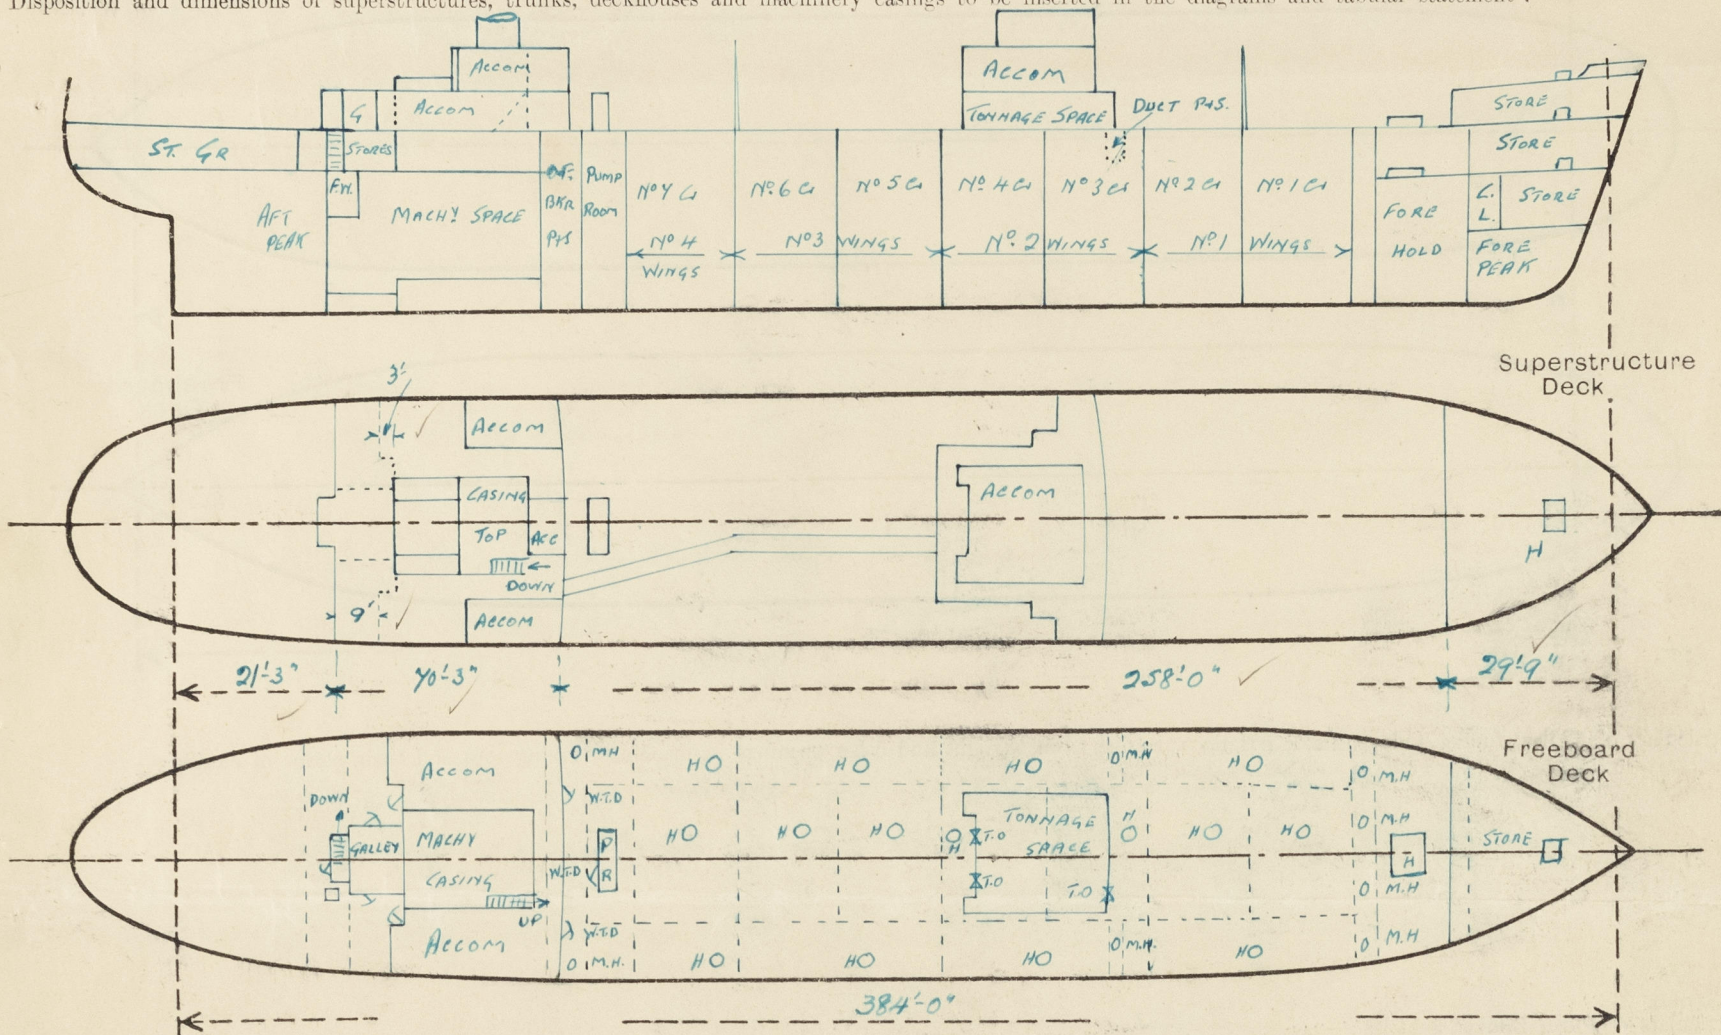 Disposition and dimensions of superstructures, trunks, deckhouses and machinery casings to be inserted in the diagrams and tabular statement :
ACCOM
ACCOM
G
ACCOM
TONNAGE SPACE
DUCT P&S.
STORE
ST. GR
STORES
STORE
F.W.
AFT
PEAK
MACHY SPACE
BKR
P&S
PUMP
ROOM
Nº 7 C
Nº 6 C
Nº 5 C
Nº 4 C
Nº 3 C
Nº 2 C
Nº 1 C
Nº 4
WINGS
Nº 3 WINGS
Nº 2 WINGS
Nº 1 WINGS
FORE
HOLD
C.
L.
STORE
FORE
PEAK
Superstructure
Deck
3'
ACCOM
CASING
TOP
ACC
DOWN
ACCOM
H
9'
ACCOM
21'-3"
70'-3"
258'-0"
29'-9"
Freeboard
Deck
ACCOM
O M.H
HO
HO
HO
O M.H
HO
O M.H
DOWN
W.T.D
GALLEY
MACHY
CASING
UP
W.T.D
P
R
HO
HO
HO
O
H
T.O
TONNAGE
SPACE
T.O
T.O
H
O
HO
HO
O M.H
H
STORE
O M.H
ACCOM
W.T.D
O M.H.
HO
HO
HO
O M.H.
HO
O M.H
384'-0"